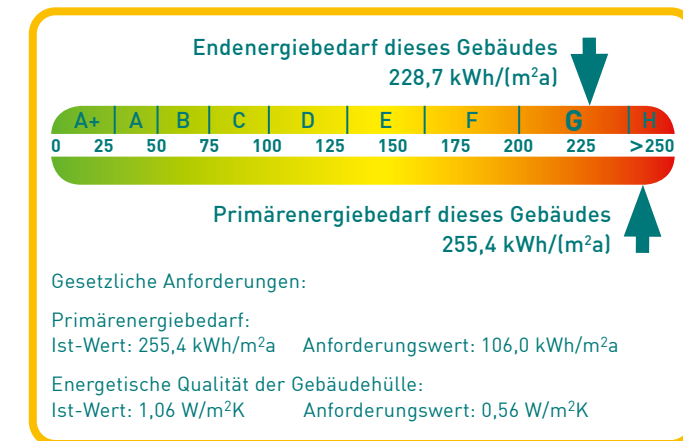 Endenergiebedarf dieses Gebäudes
228,7 kWh/(m²a)
A+ A B C D E F G H
0 25 50 75 100 125 150 175 200 225 >250
Primärenergiebedarf dieses Gebäudes
255,4 kWh/(m²a)
Gesetzliche Anforderungen:
Primärenergiebedarf:
Ist-Wert: 255,4 kWh/m²a Anforderungswert: 106,0 kWh/m²a
Energetische Qualität der Gebäudehülle:
Ist-Wert: 1,06 W/m²K Anforderungswert: 0,56 W/m²K